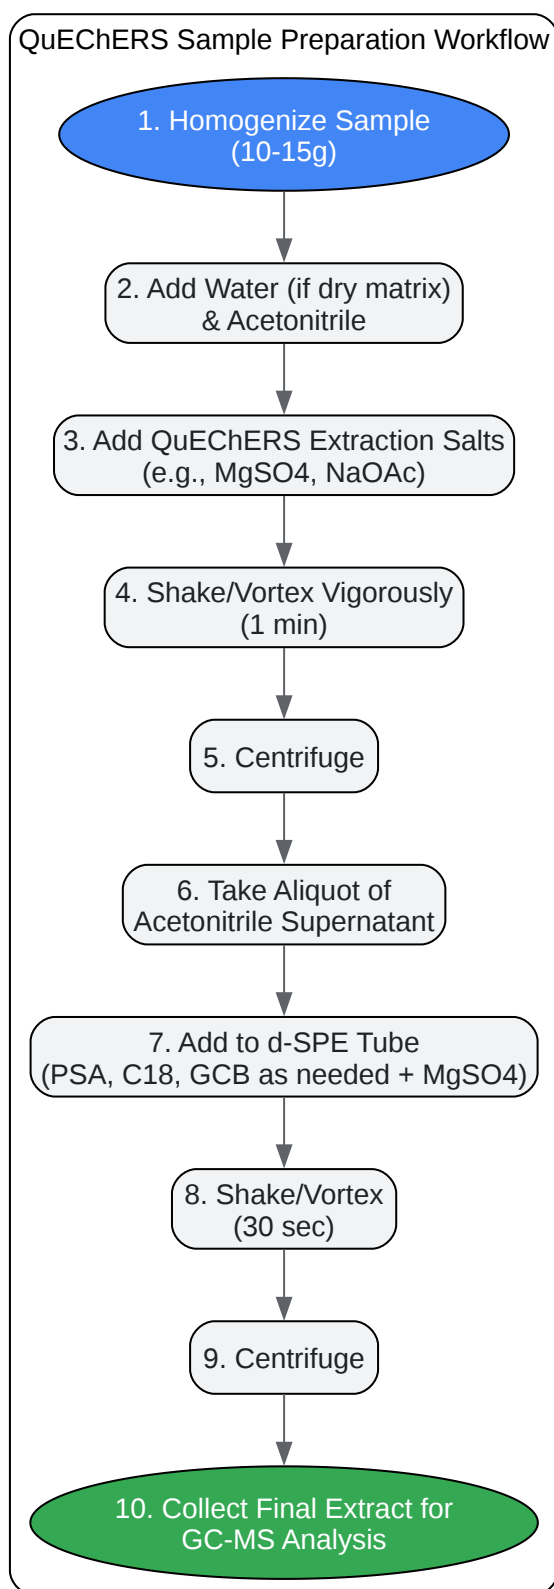 QuEChERS Sample Preparation Workflow
1. Homogenize Sample
(10-15g)
2. Add Water (if dry matrix)
& Acetonitrile
3. Add QuEChERS Extraction Salts
(e.g., MgSO4, NaOAc)
4. Shake/Vortex Vigorously
(1 min)
5. Centrifuge
6. Take Aliquot of
Acetonitrile Supernatant
7. Add to d-SPE Tube
(PSA, C18, GCB as needed + MgSO4)
8. Shake/Vortex
(30 sec)
9. Centrifuge
10. Collect Final Extract for
GC-MS Analysis